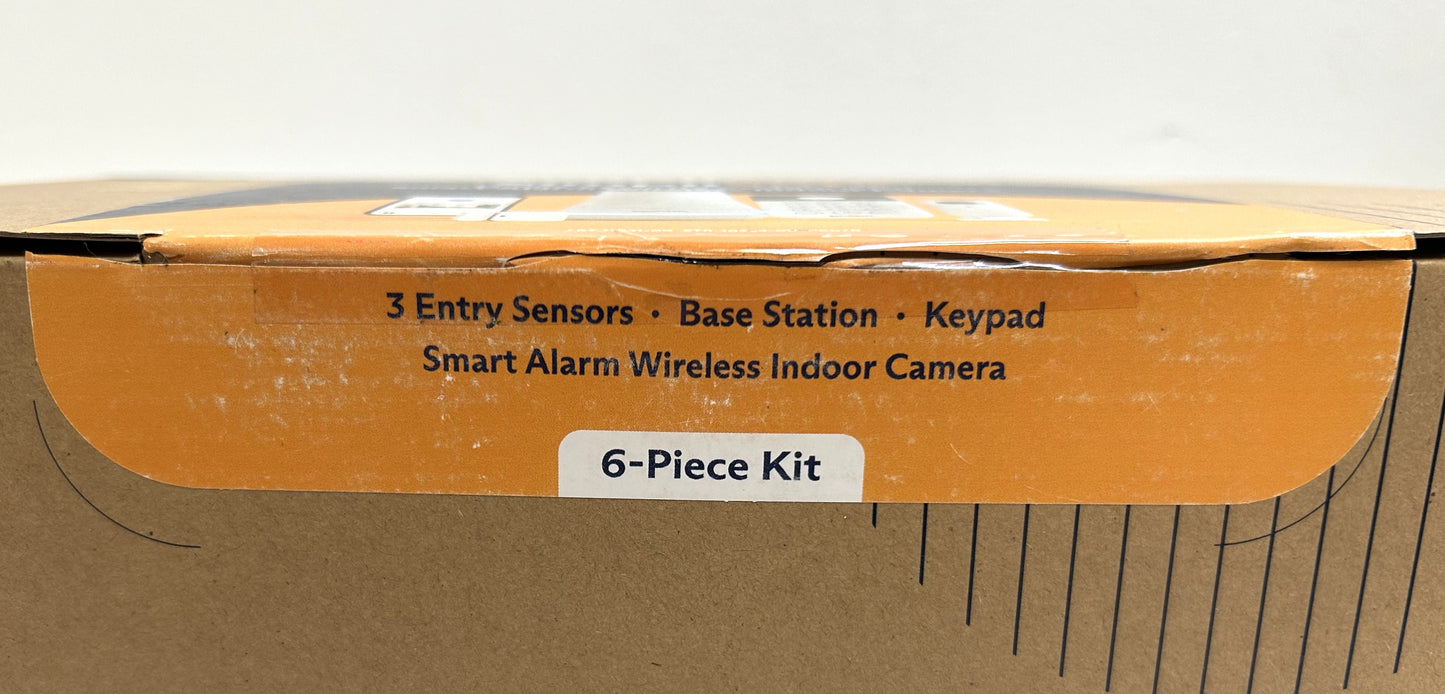 3 Entry Sensors · Base Station · Keypad
Smart Alarm Wireless Indoor Camera
6-Piece Kit